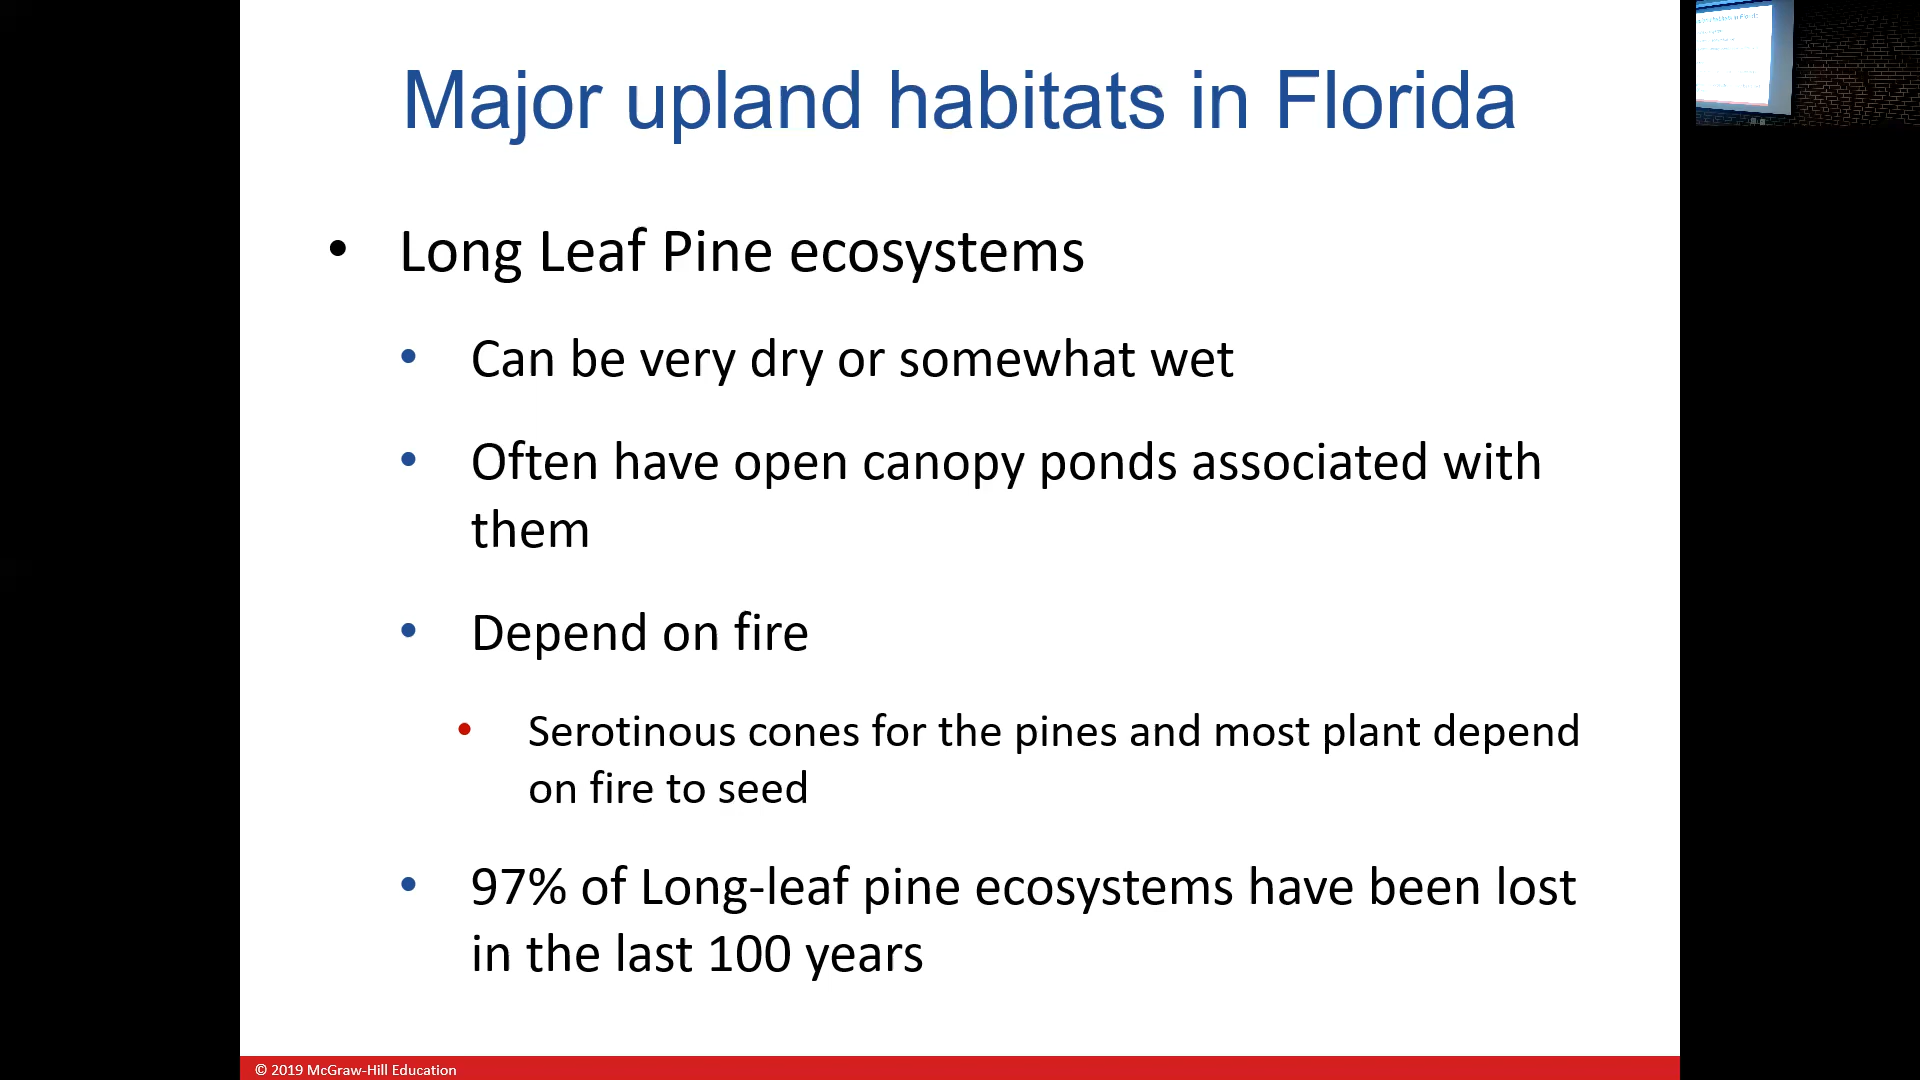 Major upland habitats in Florida
• Long Leaf Pine ecosystems
• Can be very dry or somewhat wet
• Often have open canopy ponds associated with
them
• Depend on fire
• Serotinous cones for the pines and most plant depend
on fire to seed
• 97% of Long-leaf pine ecosystems have been lost
in the last 100 years
© 2019 McGraw-Hill Education